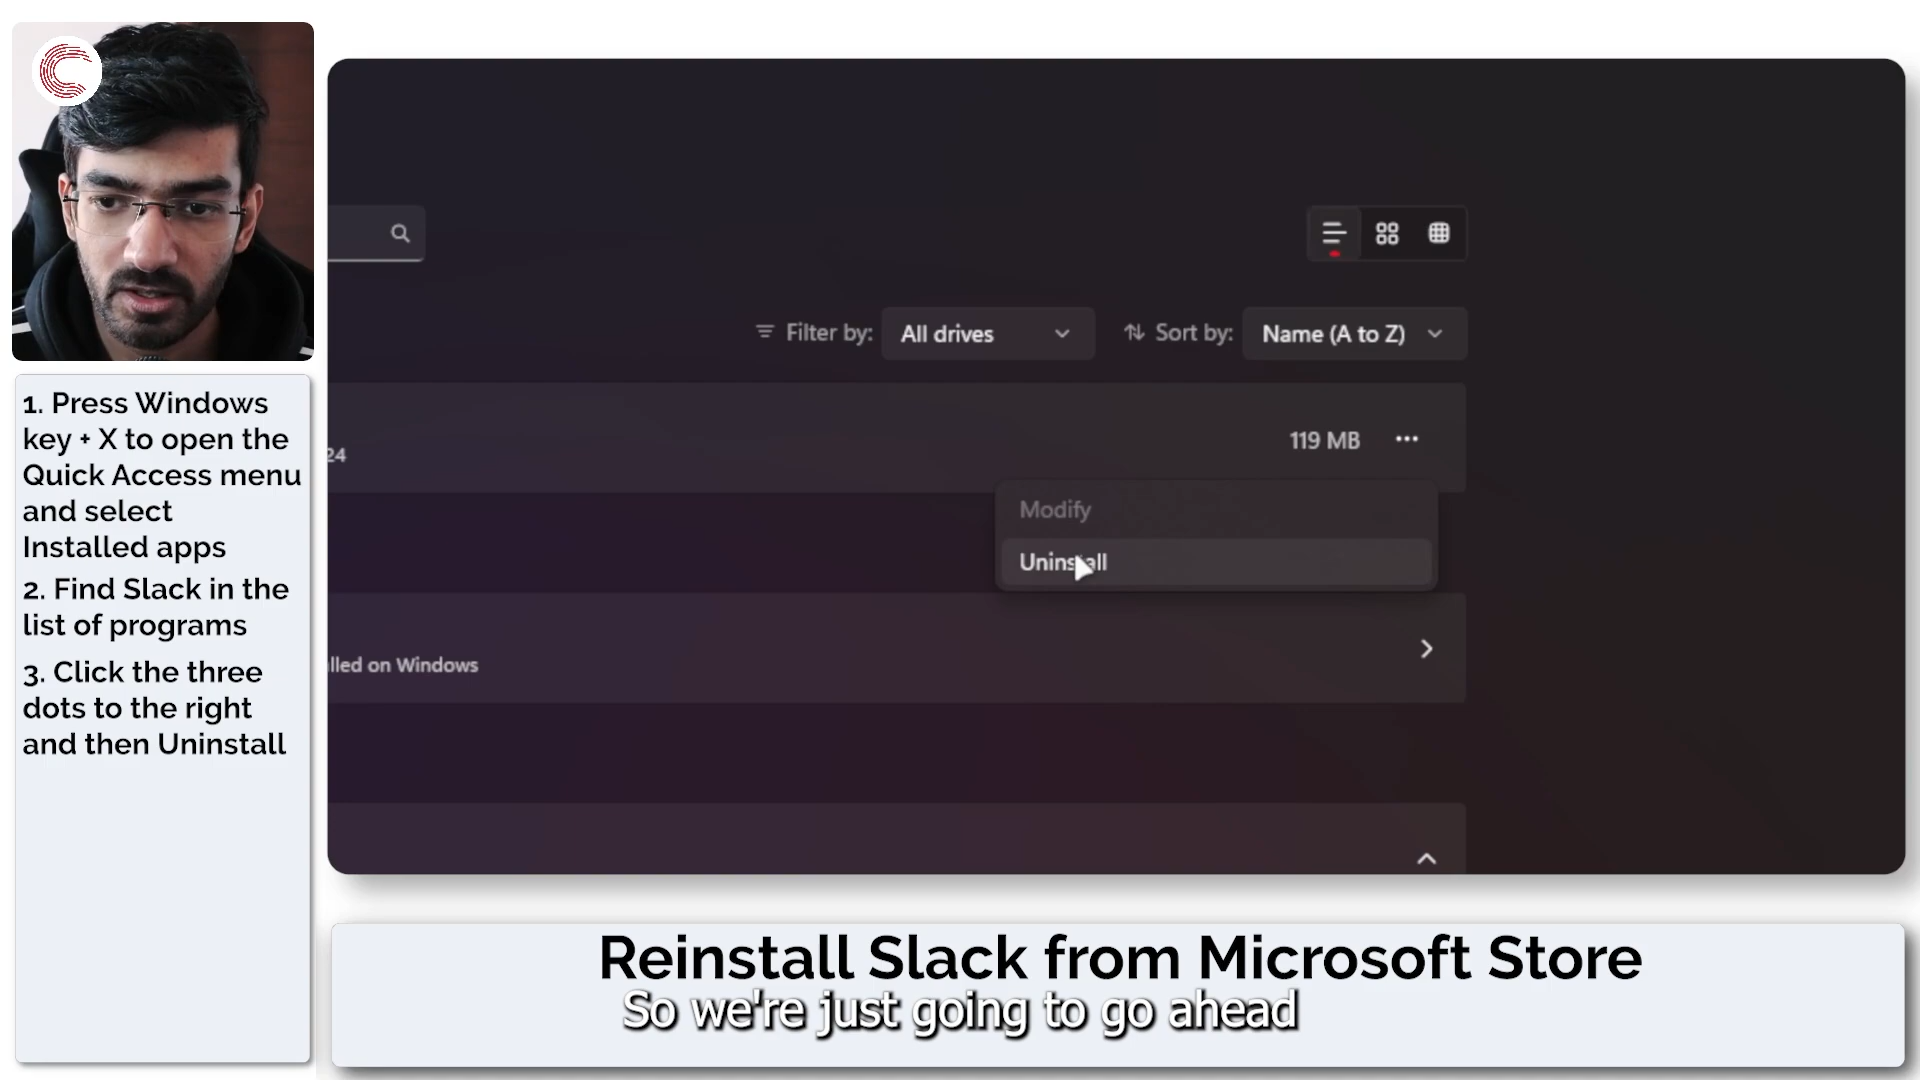 1. Press Windows
key + X to open the
Quick Access menu
and select
Installed apps
2. Find Slack in the
list of programs
3. Click the three
dots to the right
and then Uninstall
Filter by:
All drives
Sort by:
Name (A to Z)
24
119 MB
Modify
Uninstall
lled on Windows
Reinstall Slack from Microsoft Store
So we're just going to go ahead